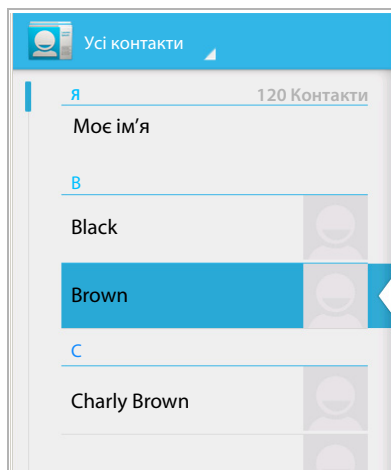 Усі контакти
Я 120 Контакти
Моє ім’я
B
Black
Brown
C
Charly Brown